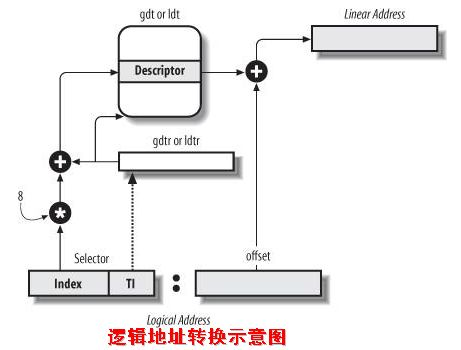 gdt or ldt
Linear Address
Descriptor
+
gdtr or ldtr
+
8
*
Selector
offset
Index
TI
:
Logical Address
逻辑地址转换示意图